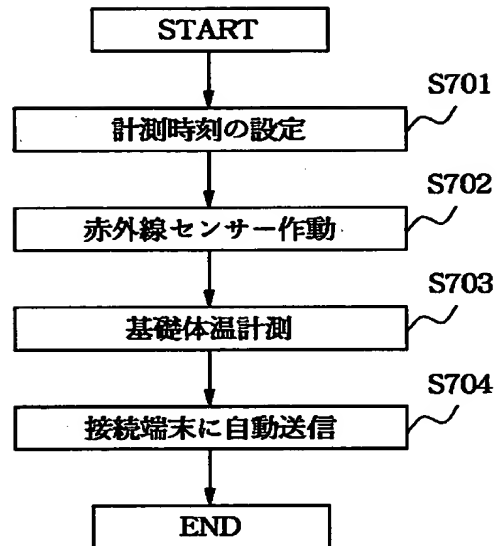 START
S701
計測時刻の設定
S702
赤外線センサー作動
S703
基礎体温計測
S704
接続端末に自動送信
END